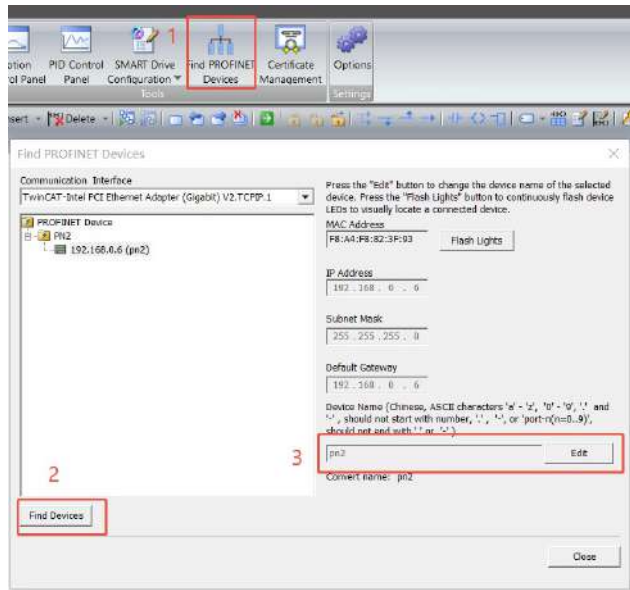 1
ation PID Control SMART Drive Find PROFINET Certificate Options
ol Panel Panel Configuration Devices Management
Tools Settings
nsert Delete
Find PROFINET Devices
Communication Interface
TwinCAT-Intel PCI Ethernet Adapter (Gigabit) V2.TCPIP.1
PROFINET Device
PN2
192.168.0.6 (pn2)
2
Find Devices
Press the "Edit" button to change the device name of the selected
device. Press the "Flash Lights" button to continuously flash device
LEDs to visually locate a connected device.
MAC Address
F8:A4:F8:82:3F:93 Flash Lights
IP Address
192 . 168 . 0 . 6
Subnet Mask
255 . 255 . 255 . 0
Default Gateway
192 . 168 . 0 . 6
Device Name (Chinese, ASCII characters 'a' - 'z', '0' - '9', '.' and
'-' , should not start with number, '.' , '-', or 'port-n(n=0..9)',
should not end with '.' or '-' )
3
pn2 Edit
Convert name: pn2
Close